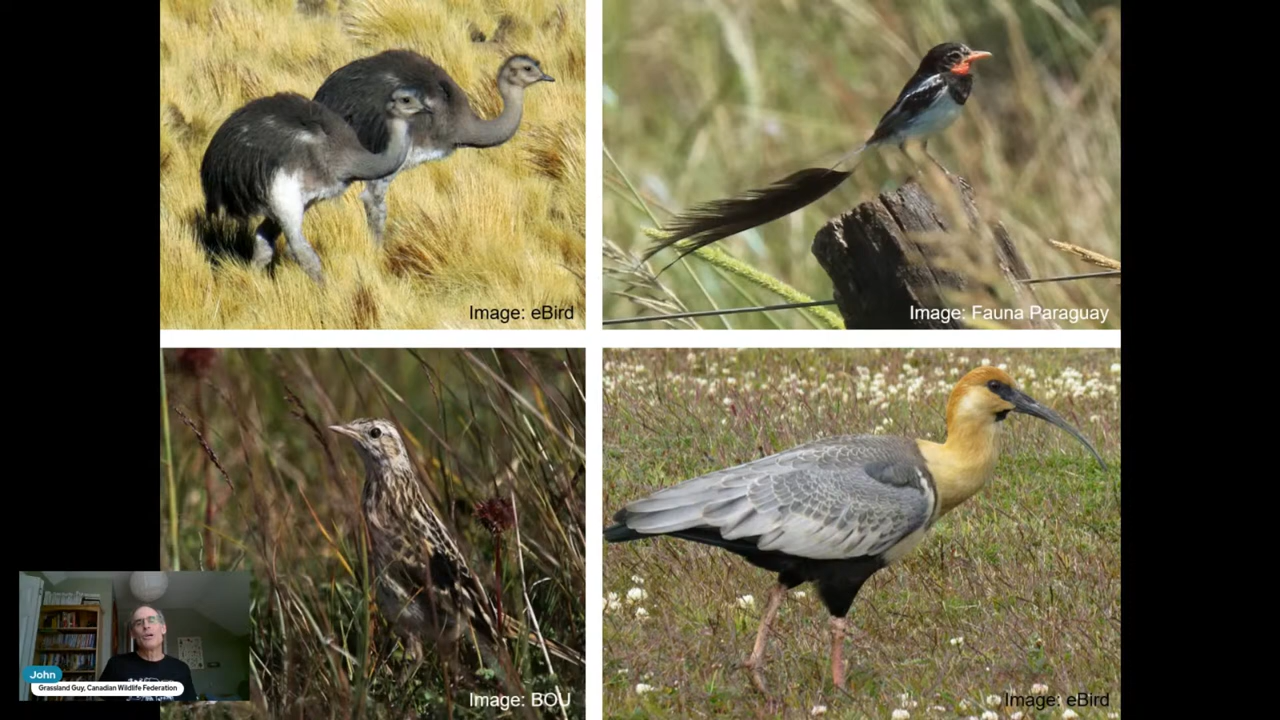 Image: eBird
Image: Fauna Paraguay
Image: BOU
Image: eBird
John
Grassland Guy, Canadian Wildlife Federation